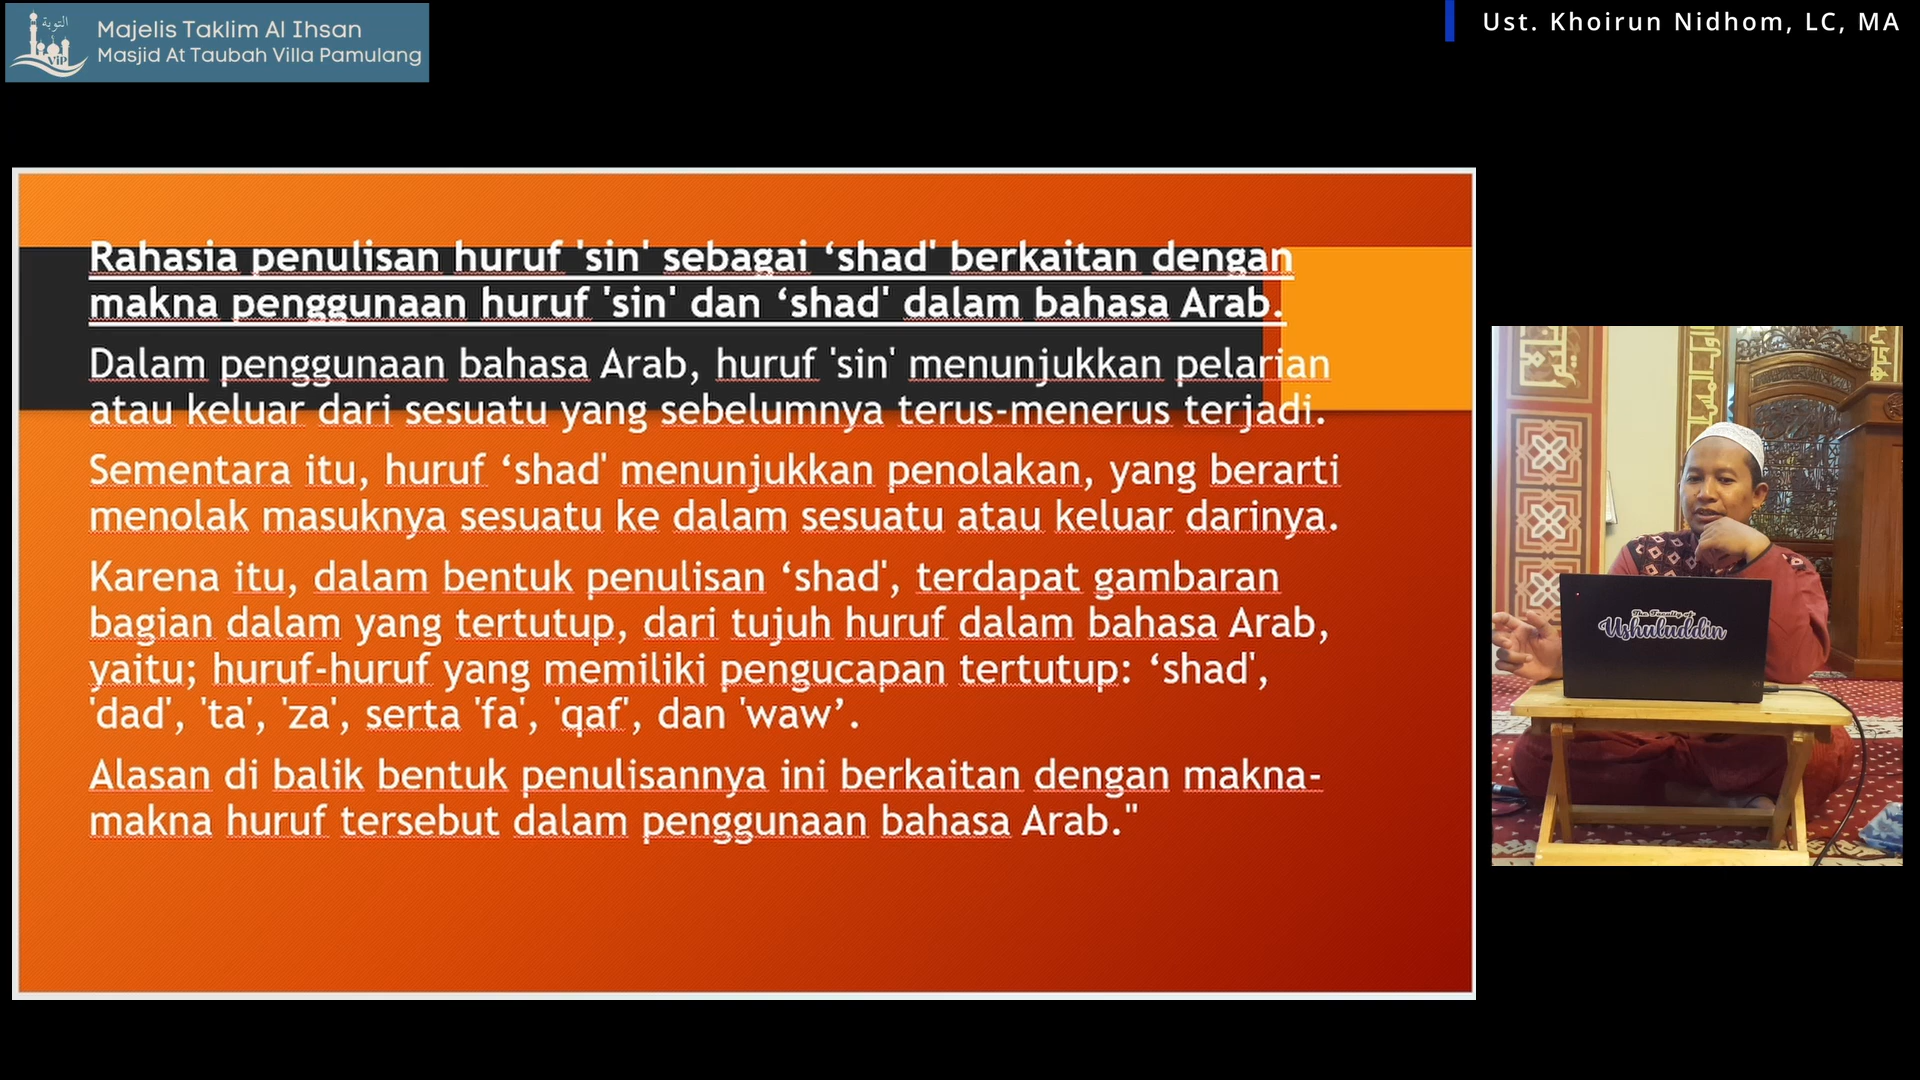 التوبة
ViP
Majelis Taklim Al Ihsan
Masjid At Taubah Villa Pamulang
Ust. Khoirun Nidhom, LC, MA
Rahasia penulisan huruf 'sin' sebagai ‘shad' berkaitan dengan
makna penggunaan huruf 'sin' dan ‘shad' dalam bahasa Arab.
Dalam penggunaan bahasa Arab, huruf 'sin' menunjukkan pelarian
atau keluar dari sesuatu yang sebelumnya terus-menerus terjadi.
Sementara itu, huruf ‘shad' menunjukkan penolakan, yang berarti
menolak masuknya sesuatu ke dalam sesuatu atau keluar darinya.
Karena itu, dalam bentuk penulisan ‘shad', terdapat gambaran
bagian dalam yang tertutup, dari tujuh huruf dalam bahasa Arab,
yaitu; huruf-huruf yang memiliki pengucapan tertutup: ‘shad',
'dad', 'ta', 'za', serta 'fa', 'qaf', dan 'waw’.
Alasan di balik bentuk penulisannya ini berkaitan dengan makna-
makna huruf tersebut dalam penggunaan bahasa Arab."
The Faculty of
Ushuluddin